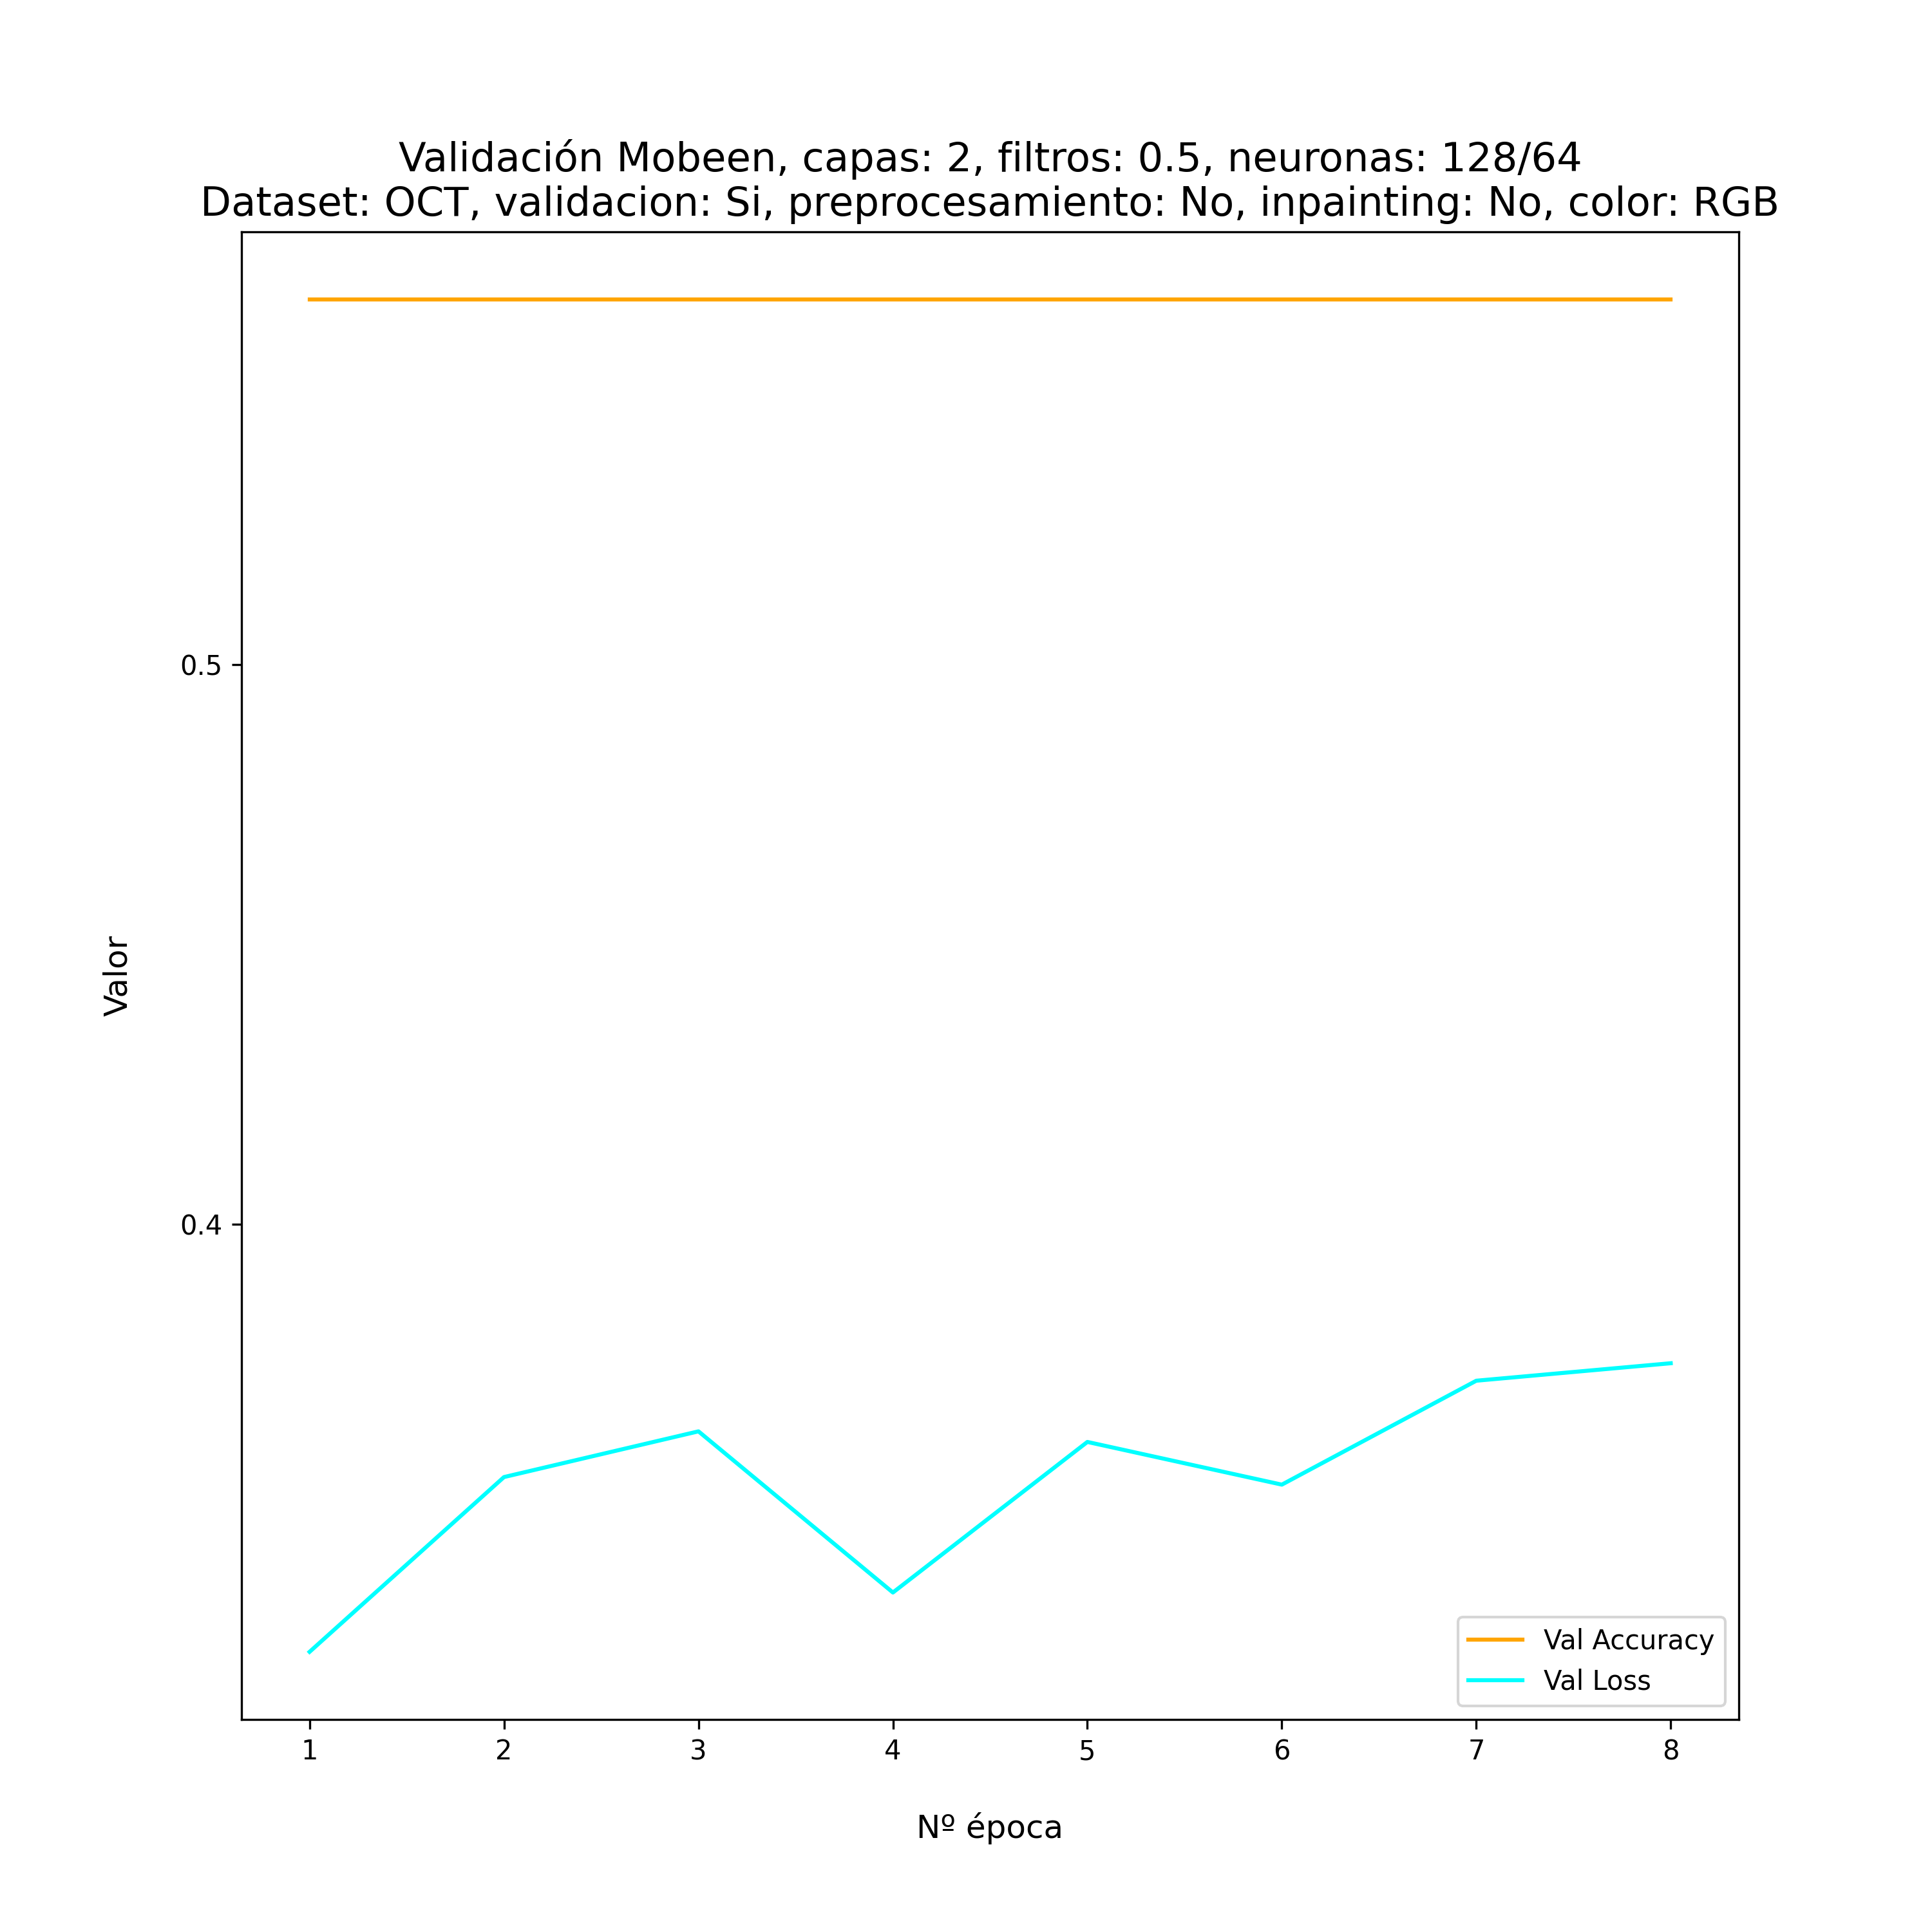 Validación Mobeen, capas: 2, filtros: 0.5, neuronas: 128/64
Dataset: OCT, validacion: Si, preprocesamiento: No, inpainting: No, color: RGB
0.5
0.4
Valor
Val Accuracy
Val Loss
1 2 3 4 5 6 7 8
Nº época